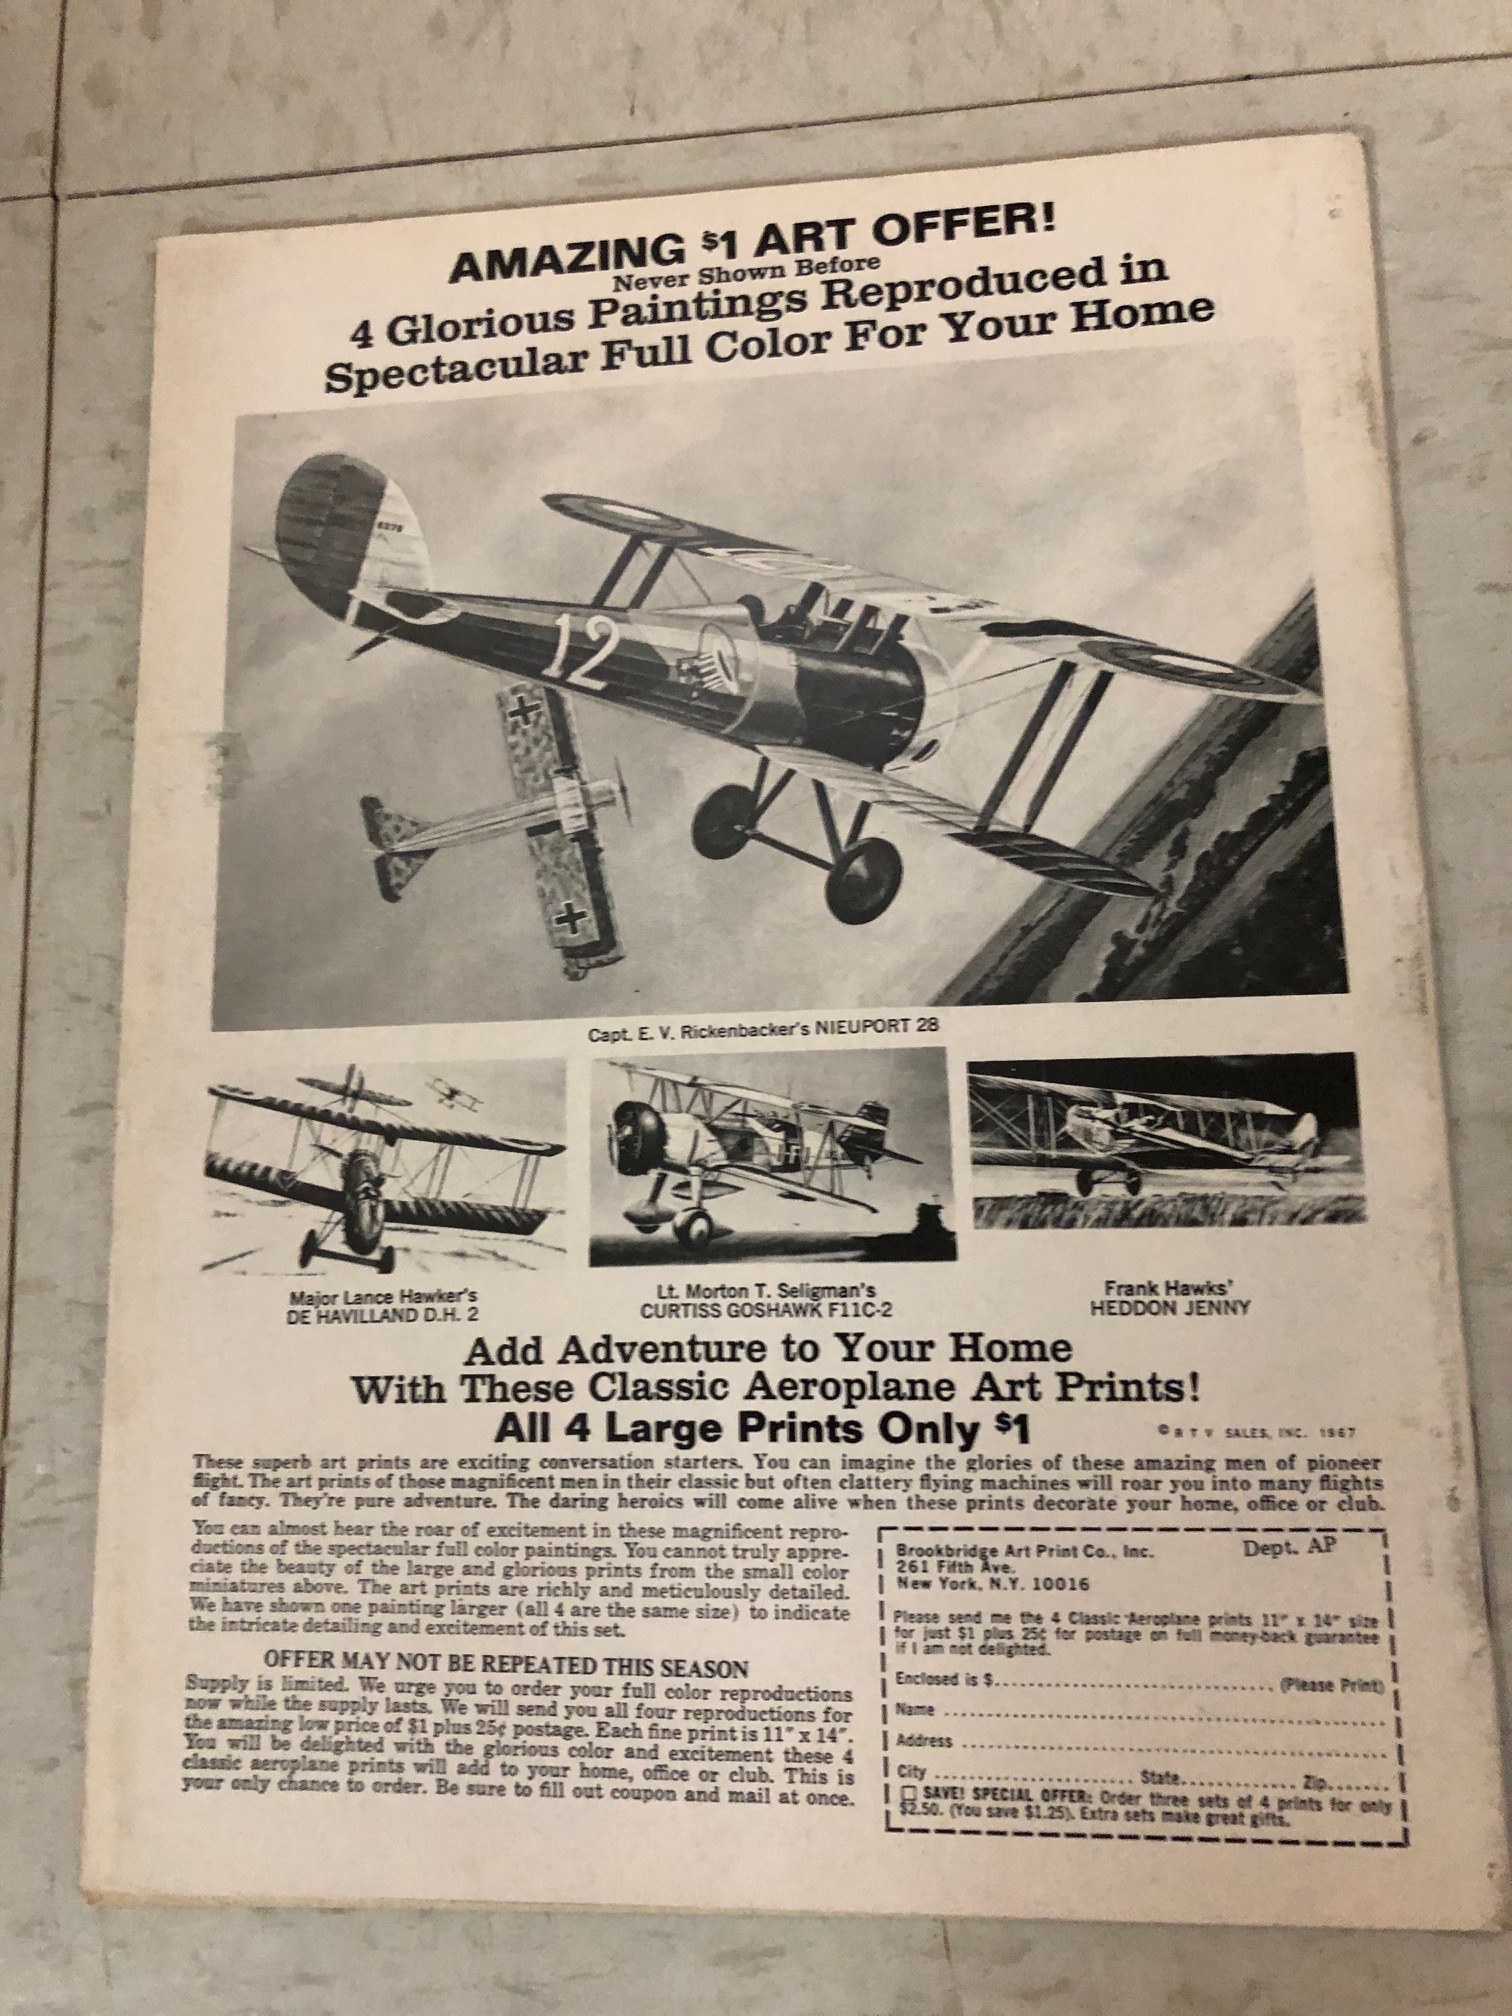 AMAZING $1 ART OFFER!
Never Shown Before
4 Glorious Paintings Reproduced in
Spectacular Full Color For Your Home
6278
12
Capt. E. V. Rickenbacker's NIEUPORT 28
Major Lance Hawker's
DE HAVILLAND D.H. 2
Lt. Morton T. Seligman's
CURTISS GOSHAWK F11C-2
Frank Hawks'
HEDDON JENNY
Add Adventure to Your Home
With These Classic Aeroplane Art Prints!
All 4 Large Prints Only $1
© R T V SALES, INC. 1967
These superb art prints are exciting conversation starters. You can imagine the glories of these amazing men of pioneer
flight. The art prints of those magnificent men in their classic but often clattery flying machines will roar you into many flights
of fancy. They're pure adventure. The daring heroics will come alive when these prints decorate your home, office or club.
You can almost hear the roar of excitement in these magnificent repro-
ductions of the spectacular full color paintings. You cannot truly appre-
ciate the beauty of the large and glorious prints from the small color
miniatures above. The art prints are richly and meticulously detailed.
We have shown one painting larger (all 4 are the same size) to indicate
the intricate detailing and excitement of this set.
OFFER MAY NOT BE REPEATED THIS SEASON
Supply is limited. We urge you to order your full color reproductions
now while the supply lasts. We will send you all four reproductions for
the amazing low price of $1 plus 25¢ postage. Each fine print is 11" x 14".
You will be delighted with the glorious color and excitement these 4
classic aeroplane prints will add to your home, office or club. This is
your only chance to order. Be sure to fill out coupon and mail at once.
Brookbridge Art Print Co., Inc. Dept. AP
261 Fifth Ave.
New York, N.Y. 10016
Please send me the 4 Classic Aeroplane prints 11" x 14" size
for just $1 plus 25¢ for postage on full money-back guarantee
if I am not delighted.
Enclosed is $.............................. (Please Print)
Name ..................................................
Address ..................................................
City ........................ State.............. Zip........
☐ SAVE! SPECIAL OFFER: Order three sets of 4 prints for only
$2.50. (You save $1.25). Extra sets make great gifts.